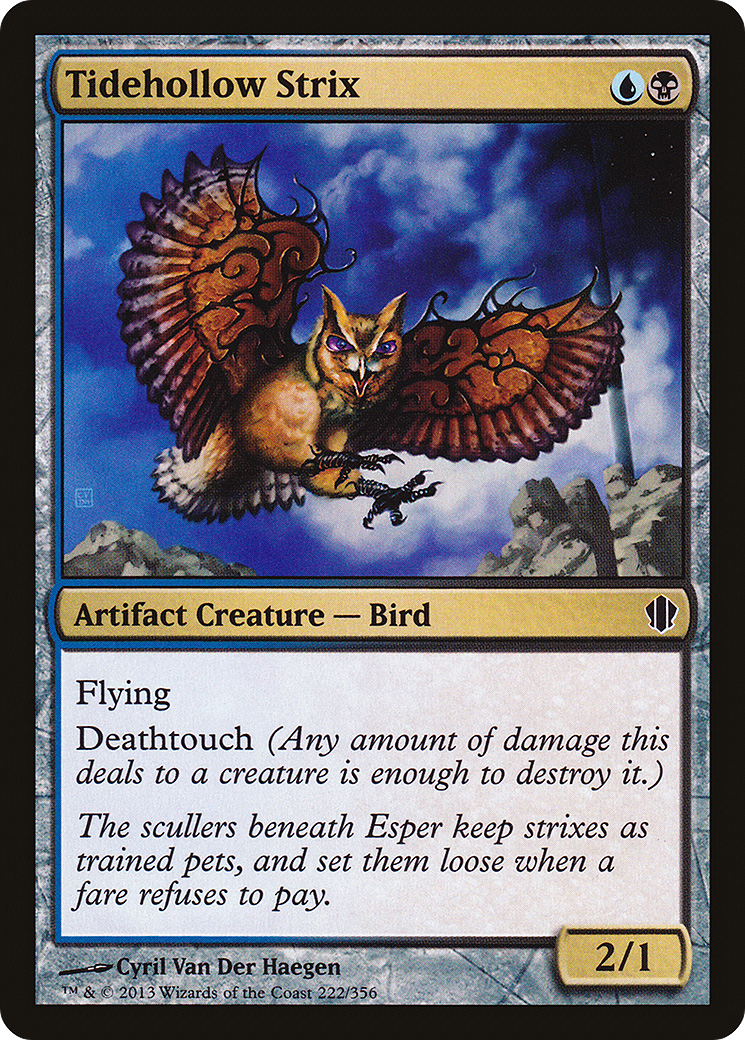 Tidehollow Strix
Artifact Creature — Bird
Flying
Deathtouch (Any amount of damage this
deals to a creature is enough to destroy it.)
The scullers beneath Esper keep strixes as
trained pets, and set them loose when a
fare refuses to pay.
2/1
Cyril Van Der Haegen
™ & © 2013 Wizards of the Coast 222/356